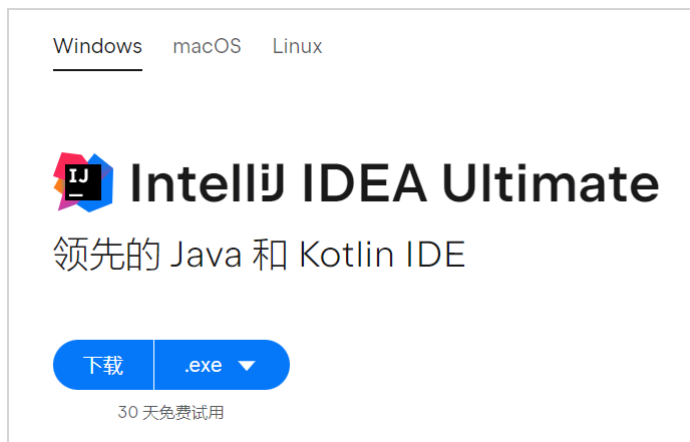 Windows macOS Linux
IJ IntelliJ IDEA Ultimate
领先的 Java 和 Kotlin IDE
下载 .exe
30 天免费试用